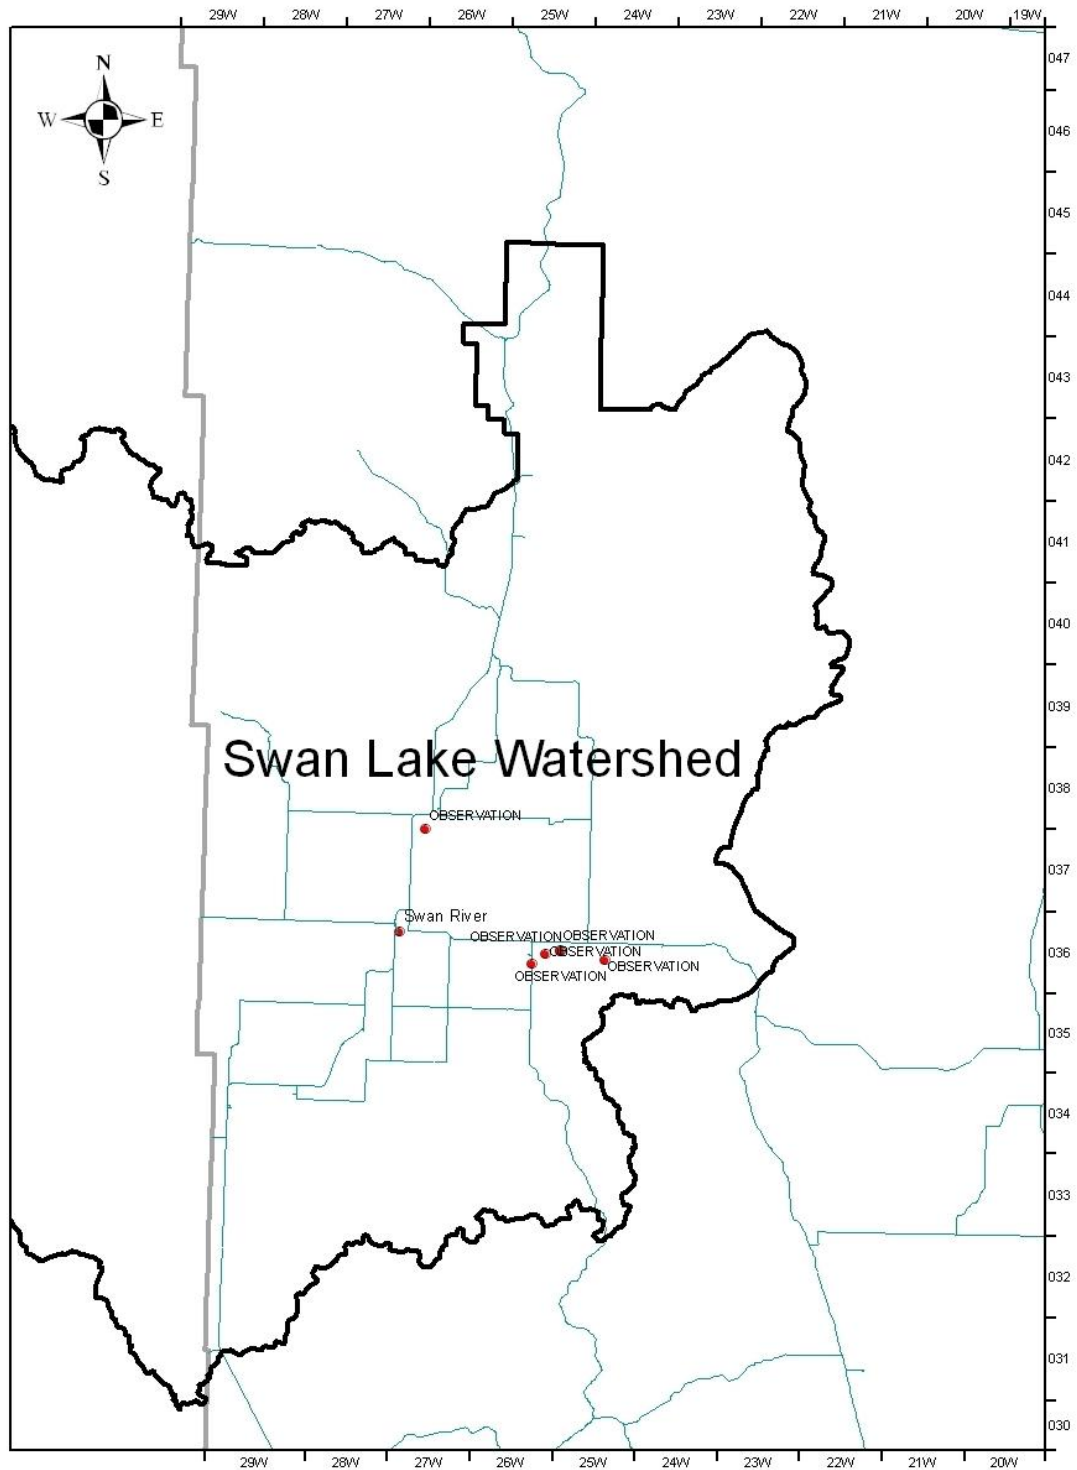 29W 28W 27W 26W 25W 24W 23W 22W 21W 20W 19W
N
W E
S
047
046
045
044
043
042
041
040
039
Swan Lake Watershed
038
OBSERVATION
037
Swan River
OBSERVATION OBSERVATION
OBSERVATION
036
OBSERVATION
OBSERVATION
035
034
033
032
031
030
29W 28W 27W 26W 25W 24W 23W 22W 21W 20W